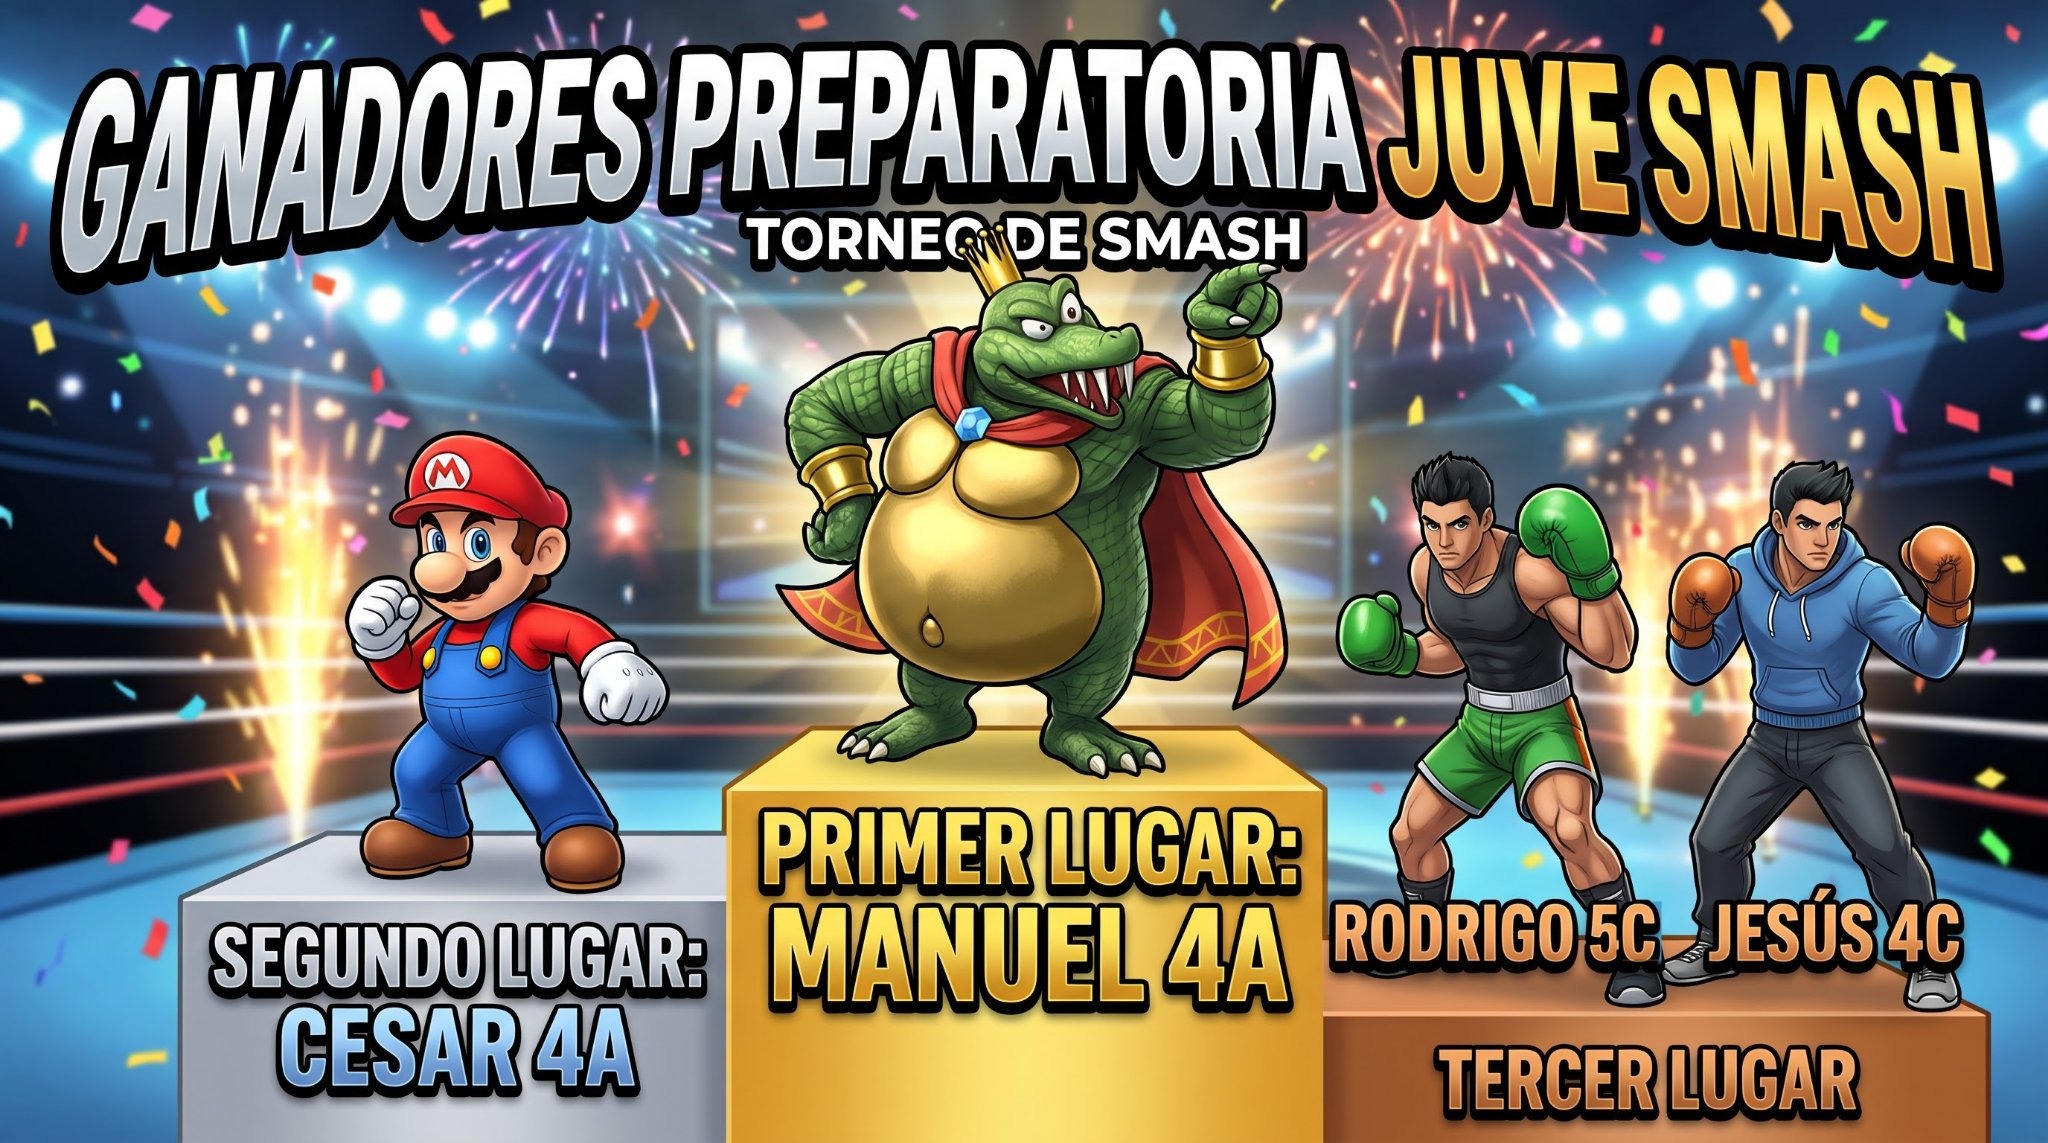 GANADORES PREPARATORIA JUVE SMASH
TORNEO DE SMASH
M
PRIMER LUGAR:
MANUEL 4A
SEGUNDO LUGAR:
CESAR 4A
RODRIGO 5C
JESÚS 4C
TERCER LUGAR